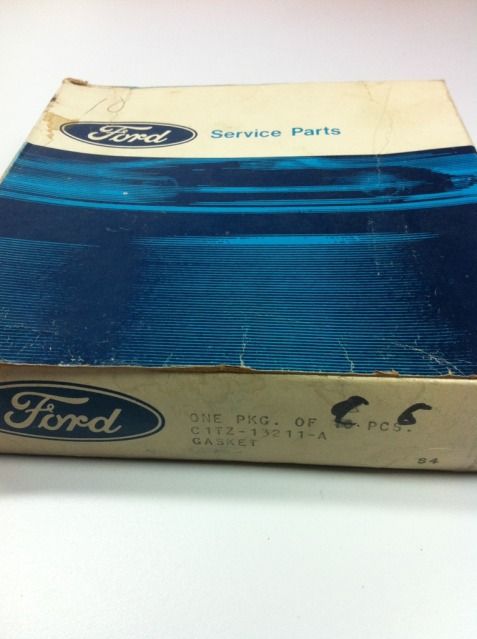 10
Ford
Service Parts
Ford
ONE PKG. OF 6 PCS.
C1TZ-13211-A
GASKET
84